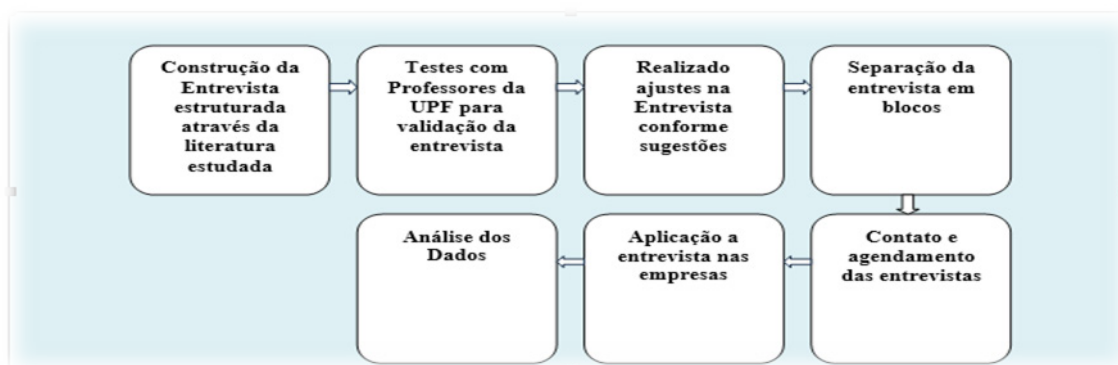 Construção da
Entrevista
estruturada
através da
literatura
estudada
Testes com
Professores da
UPF para
validação da
entrevista
Realizado
ajustes na
Entrevista
conforme
sugestões
Separação da
entrevista em
blocos
Contato e
agendamento
das entrevistas
Aplicação a
entrevista nas
empresas
Análise dos
Dados